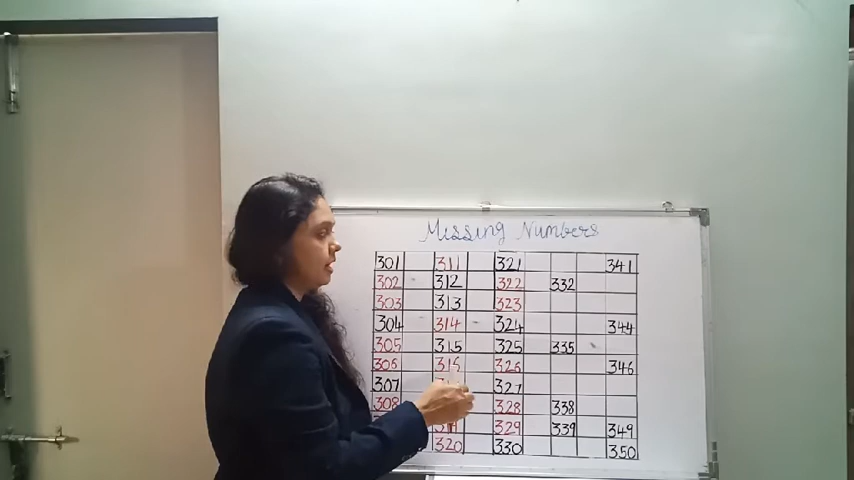 Missing Numbers
301 311 321 341
302 312 322 332
303 313 323
304 314 324 344
305 315 325 335
306 316 326 346
307 327
308 328 338
329 339 349
320 330 350